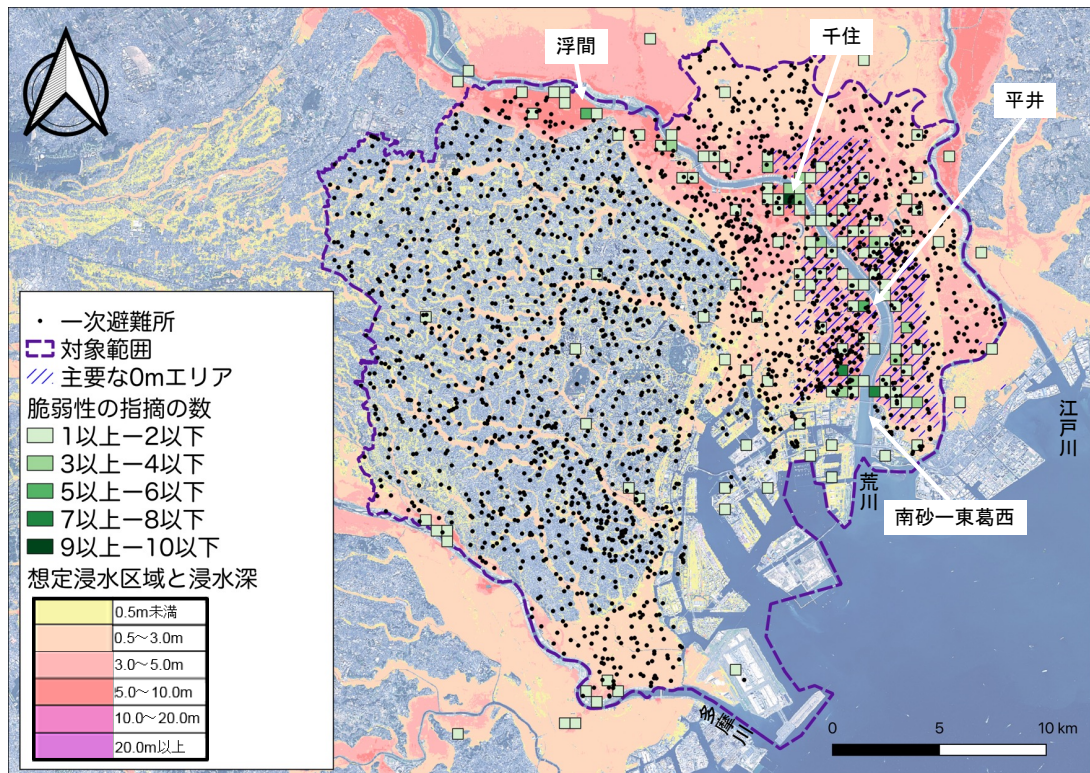 浮間
千住
平井
一次避難所
対象範囲
主要な0mエリア
脆弱性の指摘の数
1以上ー2以下
3以上ー4以下
5以上ー6以下
7以上ー8以下
9以上ー10以下
想定浸水区域と浸水深
0.5m未満
0.5〜3.0m
3.0〜5.0m
5.0〜10.0m
10.0〜20.0m
20.0m以上
江戸川
荒川
南砂ー東葛西
多摩川
0 5 10 km